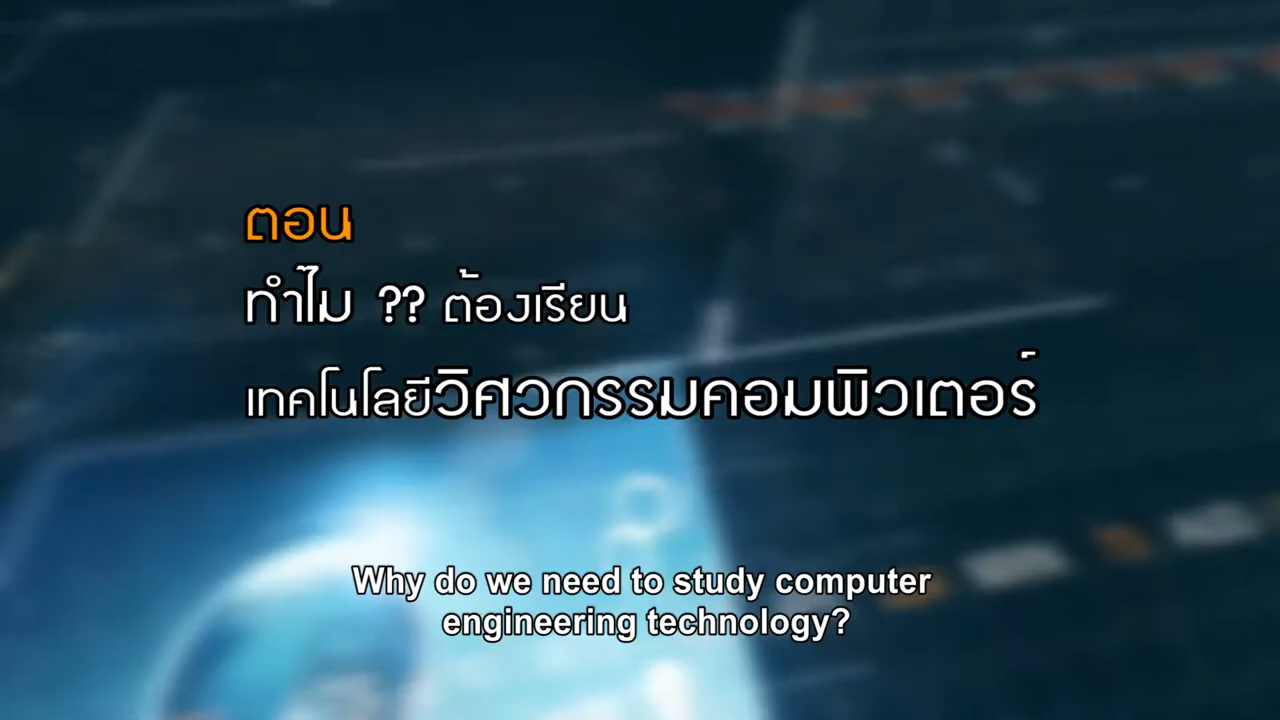 ตอน
ทำไม ?? ต้องเรียน
เทคโนโลยีวิศวกรรมคอมพิวเตอร์
Why do we need to study computer
engineering technology?